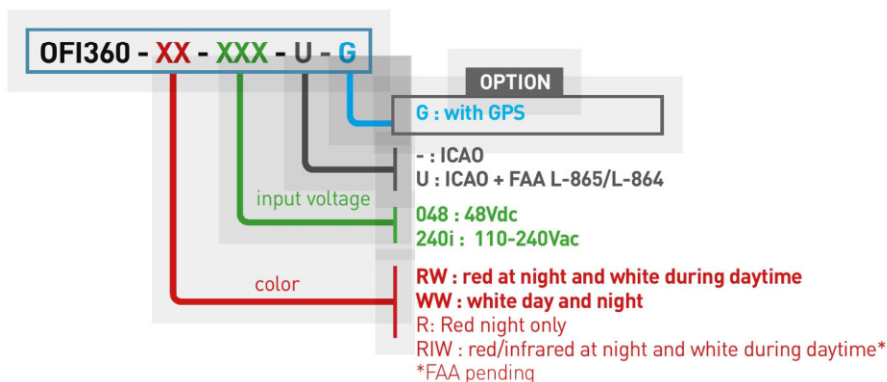 OFI360 - XX - XXX - U - G
OPTION
G : with GPS
- : ICAO
U : ICAO + FAA L-865/L-864
input voltage
048 : 48Vdc
240i : 110-240Vac
color
RW : red at night and white during daytime
WW : white day and night
R: Red night only
RIW : red/infrared at night and white during daytime*
*FAA pending